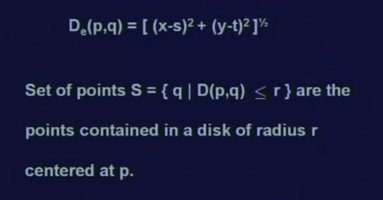 Dₑ(p,q) = [ (x-s)² + (y-t)² ]^½
Set of points S = { q | D(p,q) ≤ r } are the
points contained in a disk of radius r
centered at p.